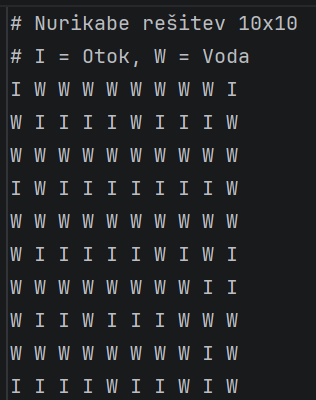 # Nurikabe rešitev 10x10
# I = Otok, W = Voda
I W W W W W W W W I
W I I I I W I I I W
W W W W W W W W W W
I W I I I I I I I W
W W W W W W W W W W
W I I I I I W I W I
W W W W W W W W I I
W I I W I I I W W W
W W W W W W W W I W
I I I I W I I W I W